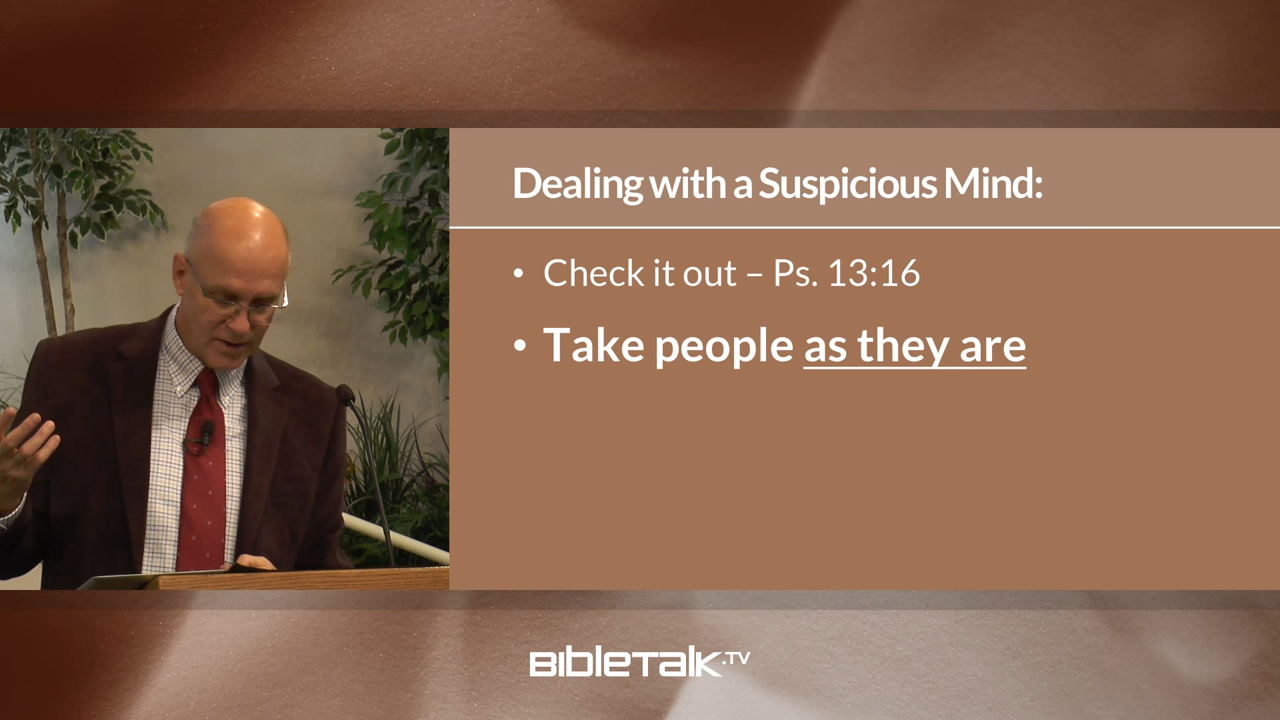 Dealing with a Suspicious Mind:
• Check it out – Ps. 13:16
• Take people as they are
BIBLETALK.TV